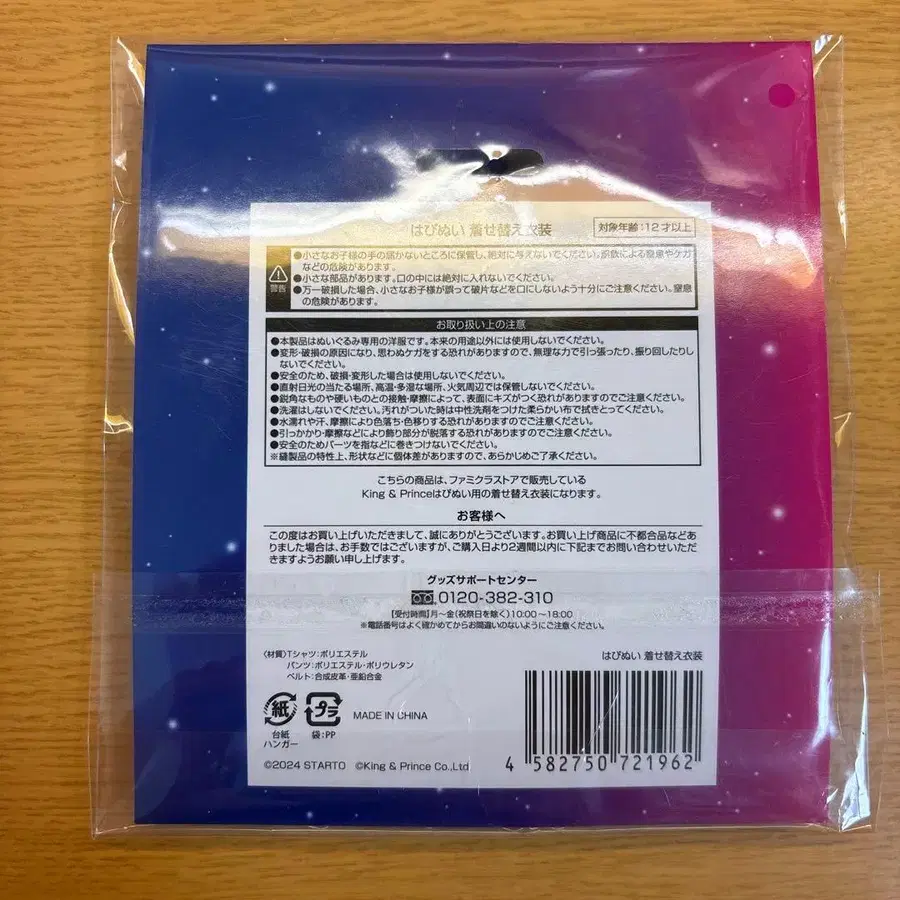 はぴぬい 着せ替え衣装
対象年齢:12才以上
警告
●小さなお子様の手の届かないところに保管し、絶対に与えないでください。誤飲による窒息やケガ
などの危険があります。
●小さな部品があります。口の中には絶対に入れないでください。
●万一破損した場合、小さなお子様が誤って破片などを口にしないよう十分にご注意ください。窒息
の危険があります。
お取り扱い上の注意
●本製品はぬいぐるみ専用の洋服です。本来の用途以外には使用しないでください。
●変形・破損の原因になり、思わぬケガをする恐れがありますので、無理な力で引っ張ったり、振り回したりし
ないでください。
●安全のため、破損・変形した場合は使用しないでください。
●直射日光の当たる場所、高温・多湿な場所、火気周辺では保管しないでください。
●鋭角なものや硬いものとの接触・摩擦によって、表面にキズがつく恐れがありますのでご注意ください。
●洗濯はしないでください。汚れがついた時は中性洗剤をつけた柔らかい布で拭きとってください。
●水濡れや汗、摩擦により色落ち・色移りする恐れがありますのでご注意ください。
●引っかかり・摩擦などにより飾り部分が脱落する恐れがありますのでご注意ください。
●安全のためパーツを指などに巻きつけないでください。
※縫製品の特性上、形状などに個体差がありますので、あらかじめご了承ください。
こちらの商品は、ファミクラストアで販売している
King & Princeはぴぬい用の着せ替え衣装になります。
お客様へ
この度はお買い上げいただきまして、誠にありがとうございます。お買い上げ商品に不都合品などあ
りました場合は、お手数ではございますが、ご購入日より2週間以内に下記までお問い合わせいただ
きますようお願い申し上げます。
グッズサポートセンター
0120-382-310
【受付時間】月〜金(祝祭日を除く)10:00〜18:00
※電話番号はよく確かめてからお間違いのないようにご注意ください。
〈材質〉Tシャツ:ポリエステル
パンツ:ポリエステル・ポリウレタン
ベルト:合成皮革・亜鉛合金
はぴぬい 着せ替え衣装
紙
プラ
台紙
ハンガー
袋:PP
MADE IN CHINA
©2024 STARTO ©King & Prince Co.,Ltd
4 582750 721962